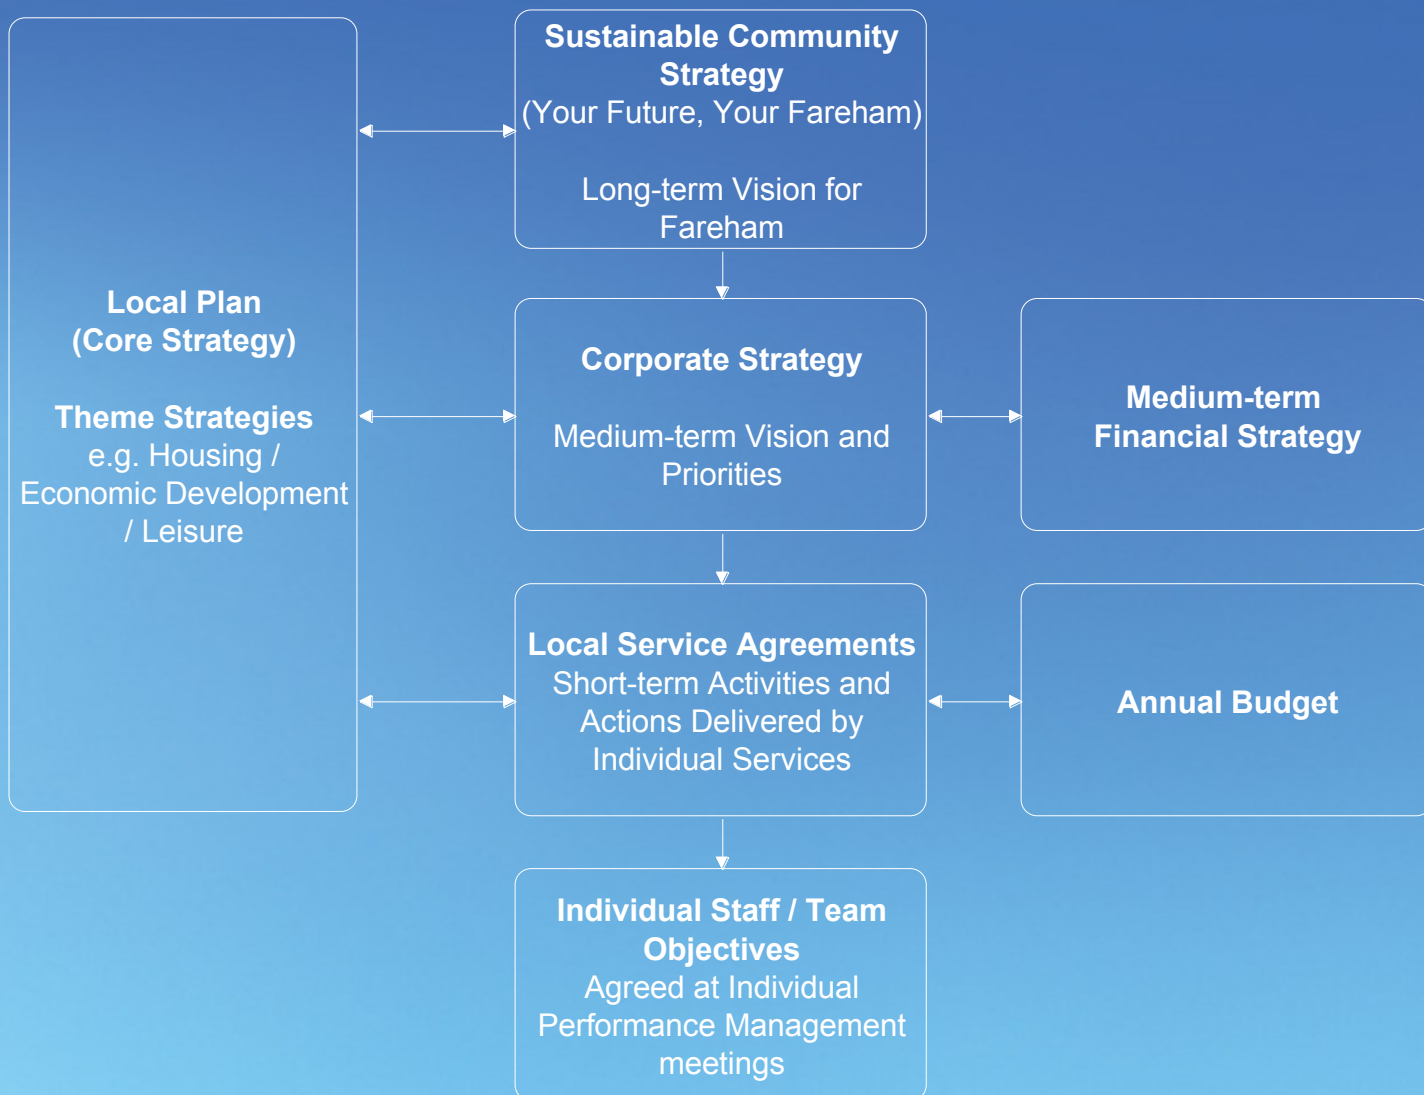 Sustainable Community
Strategy
(Your Future, Your Fareham)
Long-term Vision for
Fareham
Local Plan
(Core Strategy)
Theme Strategies
e.g. Housing /
Economic Development
/ Leisure
Corporate Strategy
Medium-term Vision and
Priorities
Medium-term
Financial Strategy
Local Service Agreements
Short-term Activities and
Actions Delivered by
Individual Services
Annual Budget
Individual Staff / Team
Objectives
Agreed at Individual
Performance Management
meetings